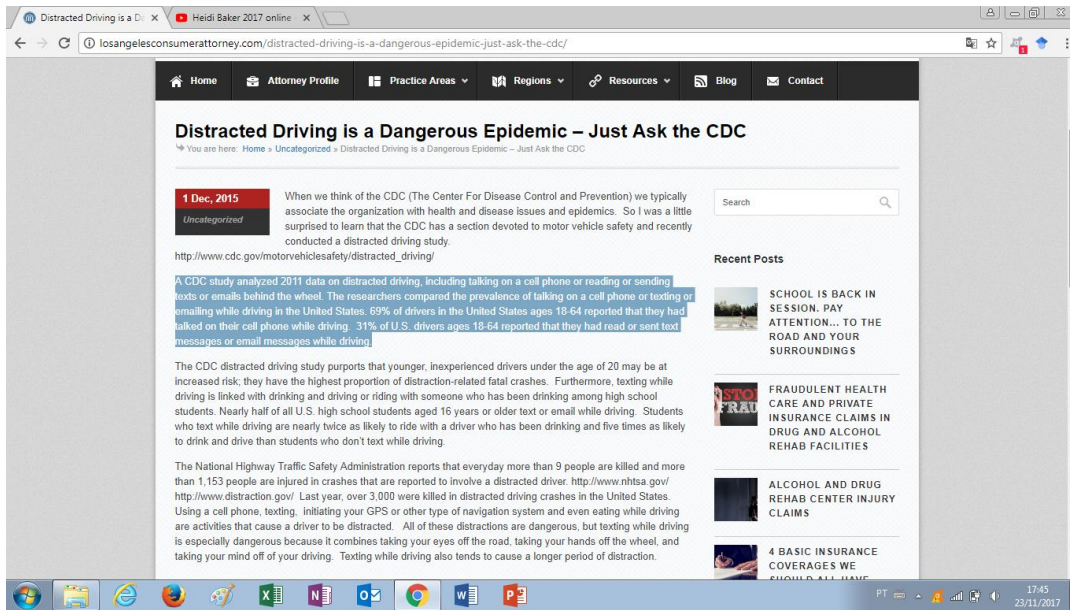 Distracted Driving is a D
Heidi Baker 2017 online
losangelesconsumerattorney.com/distracted-driving-is-a-dangerous-epidemic-just-ask-the-cdc/
1
Home Attorney Profile Practice Areas Regions Resources Blog Contact
Distracted Driving is a Dangerous Epidemic – Just Ask the CDC
You are here: Home » Uncategorized » Distracted Driving is a Dangerous Epidemic – Just Ask the CDC
1 Dec, 2015
Uncategorized
When we think of the CDC (The Center For Disease Control and Prevention) we typically
associate the organization with health and disease issues and epidemics. So I was a little
surprised to learn that the CDC has a section devoted to motor vehicle safety and recently
conducted a distracted driving study.
http://www.cdc.gov/motorvehiclesafety/distracted_driving/
A CDC study analyzed 2011 data on distracted driving, including talking on a cell phone or reading or sending
texts or emails behind the wheel. The researchers compared the prevalence of talking on a cell phone or texting or
emailing while driving in the United States. 69% of drivers in the United States ages 18-64 reported that they had
talked on their cell phone while driving. 31% of U.S. drivers ages 18-64 reported that they had read or sent text
messages or email messages while driving.
The CDC distracted driving study purports that younger, inexperienced drivers under the age of 20 may be at
increased risk; they have the highest proportion of distraction-related fatal crashes. Furthermore, texting while
driving is linked with drinking and driving or riding with someone who has been drinking among high school
students. Nearly half of all U.S. high school students aged 16 years or older text or email while driving. Students
who text while driving are nearly twice as likely to ride with a driver who has been drinking and five times as likely
to drink and drive than students who don't text while driving.
The National Highway Traffic Safety Administration reports that everyday more than 9 people are killed and more
than 1,153 people are injured in crashes that are reported to involve a distracted driver. http://www.nhtsa.gov/
http://www.distraction.gov/ Last year, over 3,000 were killed in distracted driving crashes in the United States.
Using a cell phone, texting, initiating your GPS or other type of navigation system and even eating while driving
are activities that cause a driver to be distracted. All of these distractions are dangerous, but texting while driving
is especially dangerous because it combines taking your eyes off the road, taking your hands off the wheel, and
taking your mind off of your driving. Texting while driving also tends to cause a longer period of distraction.
Search
Recent Posts
SCHOOL IS BACK IN
SESSION. PAY
ATTENTION... TO THE
ROAD AND YOUR
SURROUNDINGS
STOP
FRAU
FRAUDULENT HEALTH
CARE AND PRIVATE
INSURANCE CLAIMS IN
DRUG AND ALCOHOL
REHAB FACILITIES
ALCOHOL AND DRUG
REHAB CENTER INJURY
CLAIMS
4 BASIC INSURANCE
COVERAGES WE
SHOULD ALL HAVE
PT
17:45
23/11/2017